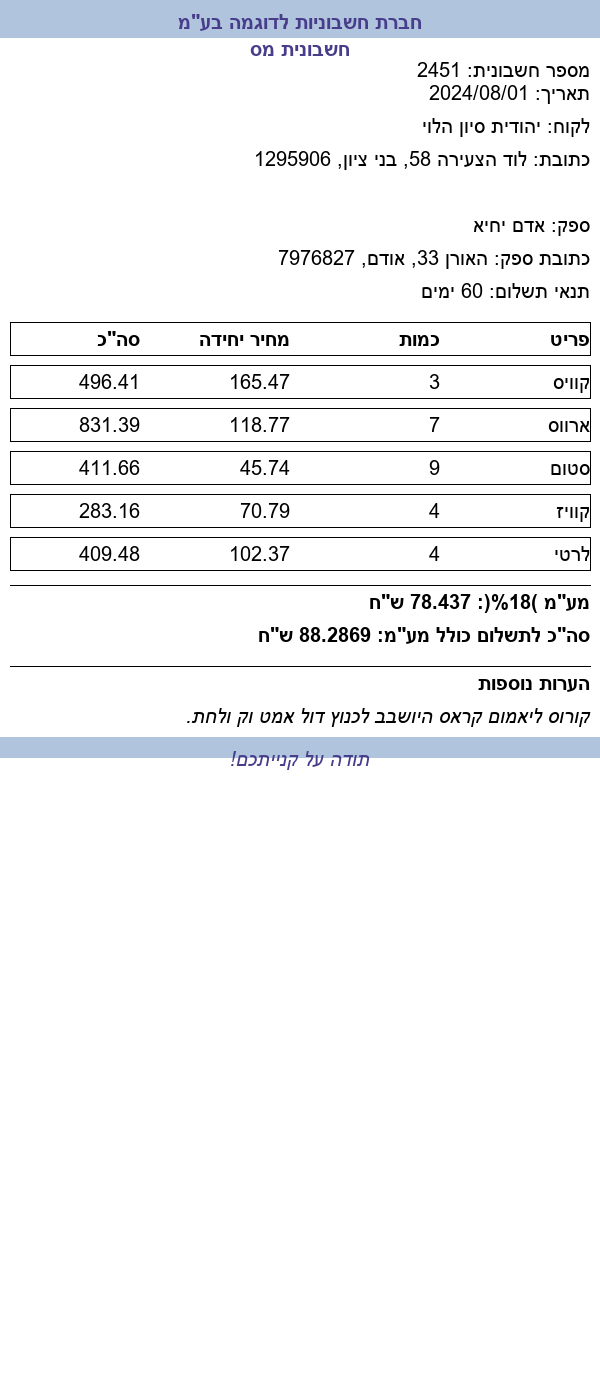 חברת חשבוניות לדוגמה בע"מ
חשבונית מס
מספר חשבונית: 2451
תאריך: 2024/08/01
לקוח: יהודית סיון הלוי
כתובת: לוד הצעירה 58, בני ציון, 1295906
ספק: אדם יחיא
כתובת ספק: האורן 33, אודם, 7976827
תנאי תשלום: 60 ימים
פריט כמות מחיר יחידה סה"כ
קוויס 3 165.47 496.41
ארווס 7 118.77 831.39
סטום 9 45.74 411.66
קוויז 4 70.79 283.16
לרטי 4 102.37 409.48
מע"מ )18%(: 78.437 ש"ח
סה"כ לתשלום כולל מע"מ: 88.2869 ש"ח
הערות נוספות
קורוס ליאמום קראס היושבב לכנוץ דול אמט וק ולחת.
תודה על קנייתכם!